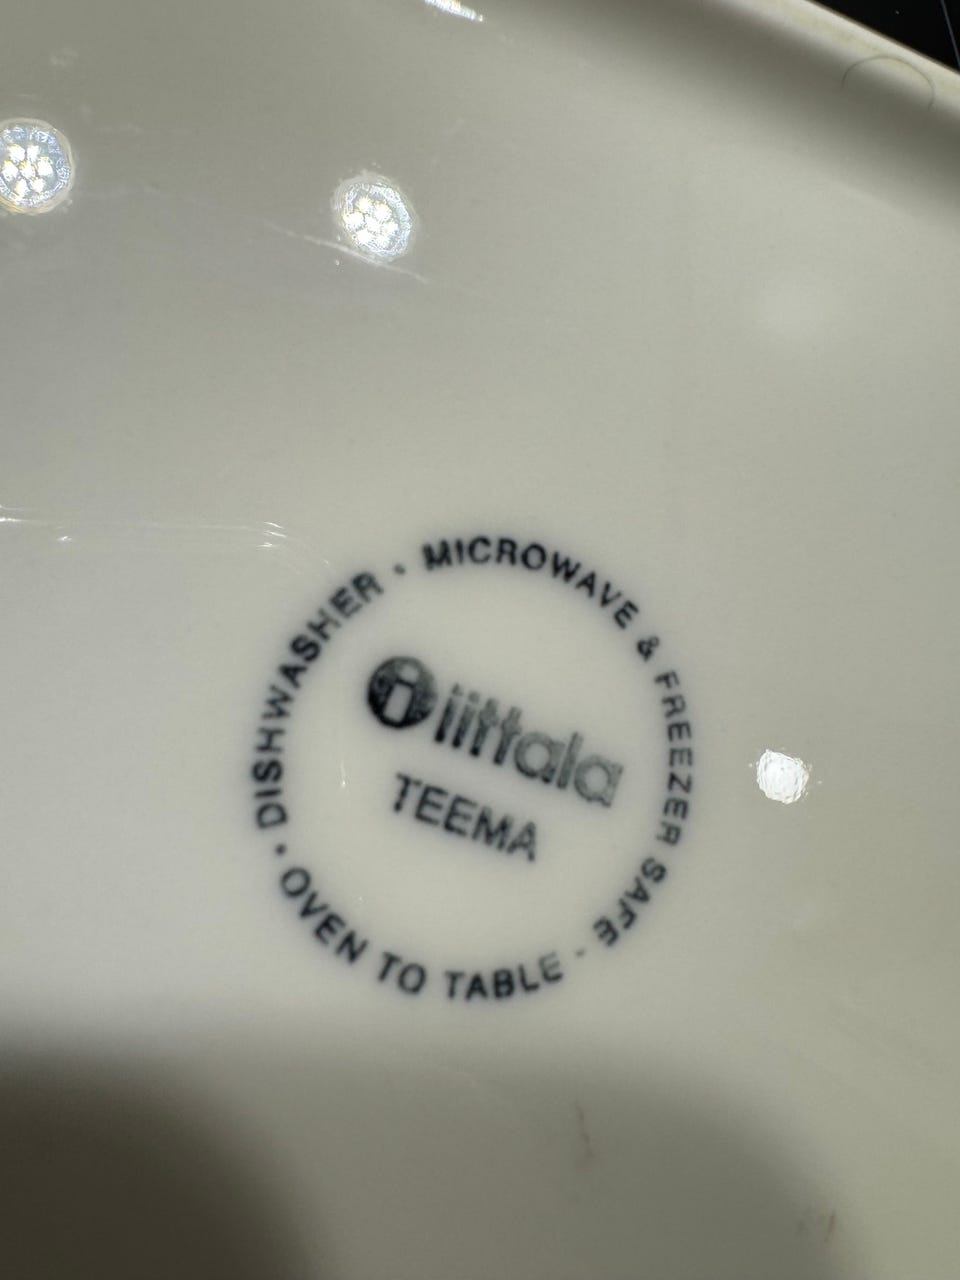 DISHWASHER · MICROWAVE & FREEZER SAFE · OVEN TO TABLE ·
i iittala
TEEMA